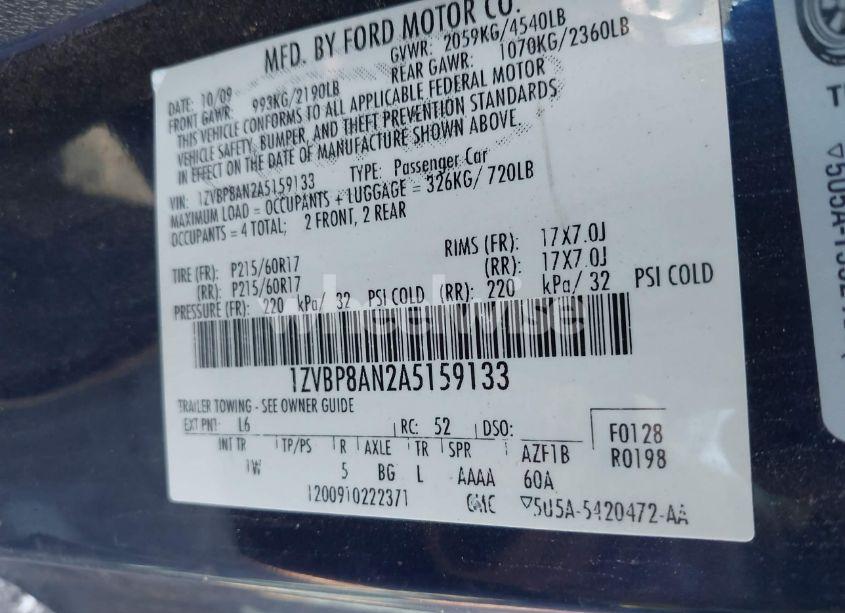 MFD. BY FORD MOTOR CO.
DATE: 10/09 GVWR: 2059KG/4540LB
FRONT GAWR: 993KG/2190LB REAR GAWR: 1070KG/2360LB
THIS VEHICLE CONFORMS TO ALL APPLICABLE FEDERAL MOTOR
VEHICLE SAFETY, BUMPER, AND THEFT PREVENTION STANDARDS
IN EFFECT ON THE DATE OF MANUFACTURE SHOWN ABOVE.
VIN: 1ZVBP8AN2A5159133 TYPE: Passenger Car
MAXIMUM LOAD = OCCUPANTS + LUGGAGE = 326KG/ 720LB
OCCUPANTS = 4 TOTAL; 2 FRONT, 2 REAR
RIMS (FR): 17X7.0J
TIRE (FR): P215/60R17 (RR): 17X7.0J
(RR): P215/60R17
PRESSURE (FR): 220 kPa/ 32 PSI COLD (RR): 220 kPa/ 32 PSI COLD
wheelwise
1ZVBP8AN2A5159133
TRAILER TOWING - SEE OWNER GUIDE
EXT PNT: L6 RC: 52 DSO: F0128
INT TR TP/PS R AXLE TR SPR AZF1B R0198
1W 5 BG L AAAA 60A
1200910222371 ▽5U5A-5420472-AA